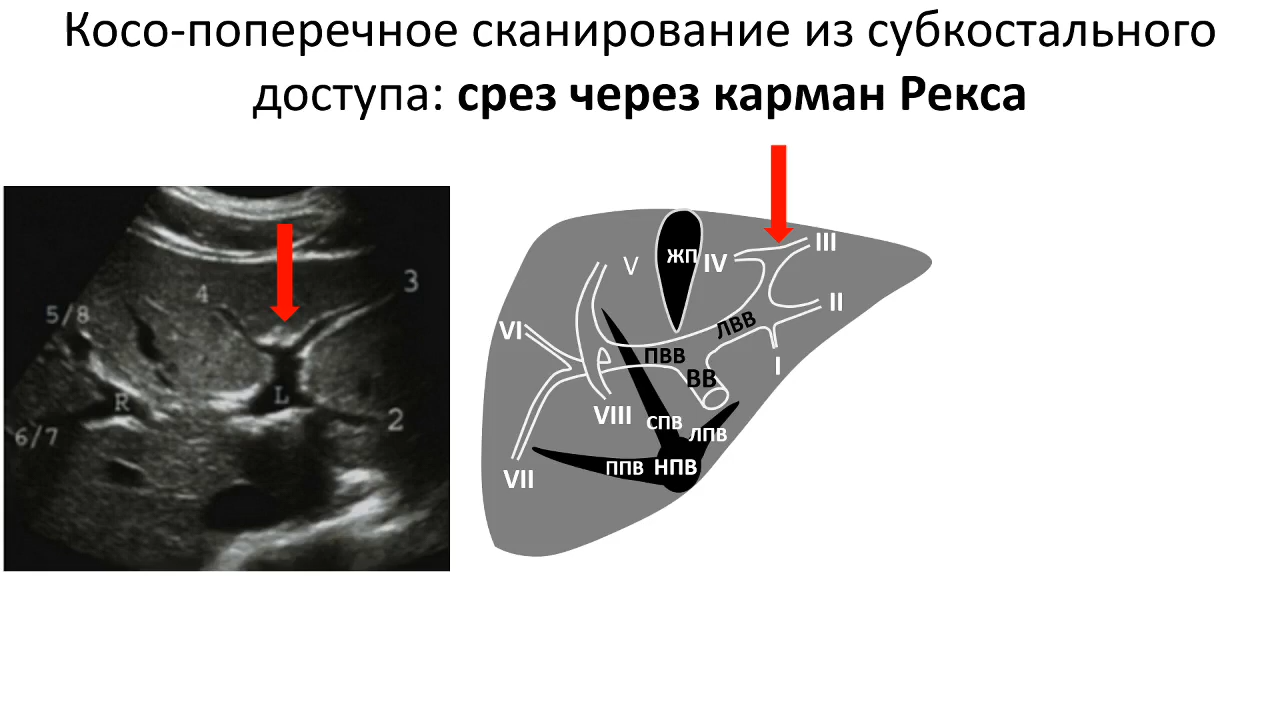 Косо-поперечное сканирование из субкостального
доступа: срез через карман Рекса
4
3
5/8
R
L
2
6/7
V
ЖП
IV
III
II
VI
ЛВВ
ПВВ
I
ВВ
VIII
СПВ
ЛПВ
VII
ППВ
НПВ